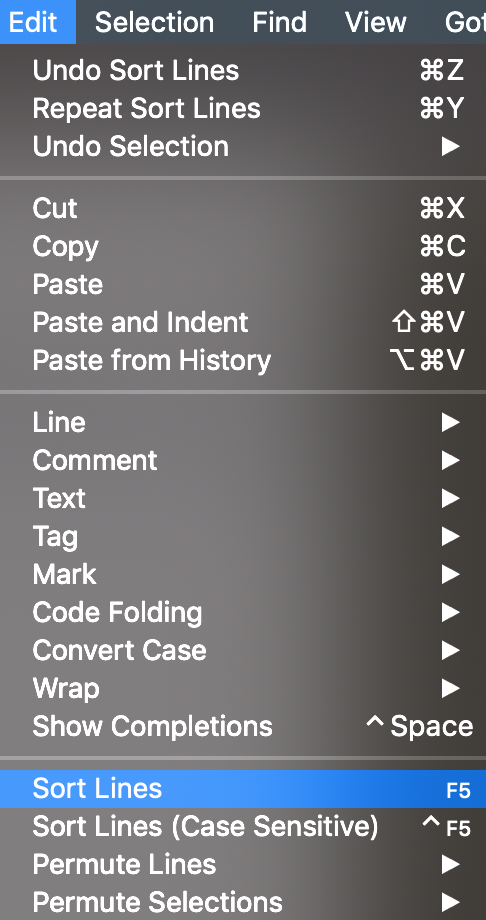 Edit Selection Find View Got
Undo Sort Lines ⌘Z
Repeat Sort Lines ⌘Y
Undo Selection ▶
Cut ⌘X
Copy ⌘C
Paste ⌘V
Paste and Indent ⇧⌘V
Paste from History ⌥⌘V
Line ▶
Comment ▶
Text ▶
Tag ▶
Mark ▶
Code Folding ▶
Convert Case ▶
Wrap ▶
Show Completions ^ Space
Sort Lines F5
Sort Lines (Case Sensitive) ^ F5
Permute Lines ▶
Permute Selections ▶